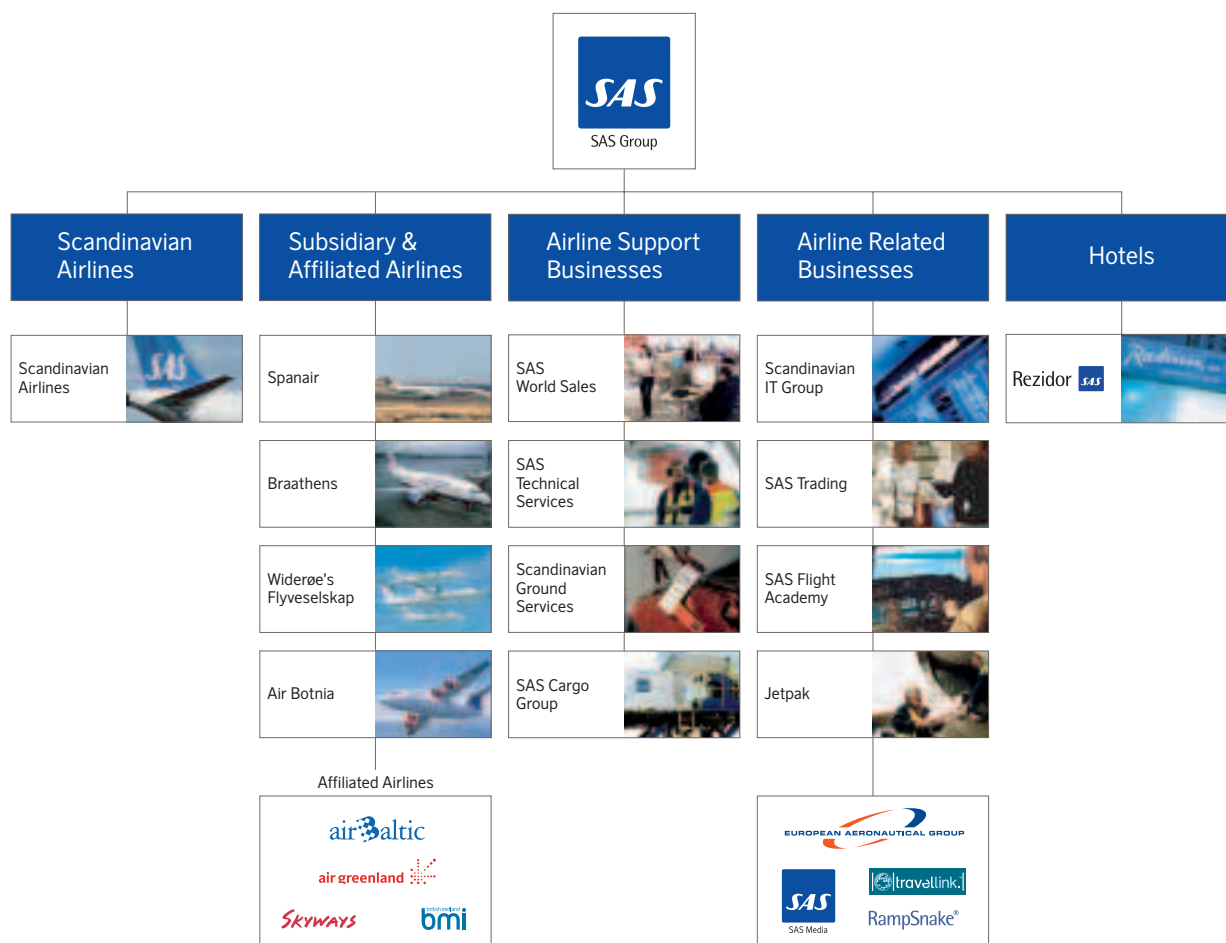 SAS
SAS Group
Scandinavian
Airlines
Subsidiary &
Affiliated Airlines
Airline Support
Businesses
Airline Related
Businesses
Hotels
Scandinavian
Airlines
SAS
Spanair
Braathens
Widerøe's
Flyveselskap
Air Botnia
SAS
World Sales
SAS
Technical
Services
Scandinavian
Ground
Services
SAS Cargo
Group
Scandinavian
IT Group
SAS Trading
SAS Flight
Academy
Jetpak
Rezidor SAS
Radisson
Affiliated Airlines
airBaltic
air greenland
SKYWAYS
british midland
bmi
EUROPEAN AERONAUTICAL GROUP
SAS
SAS Media
travellink.
RampSnake®